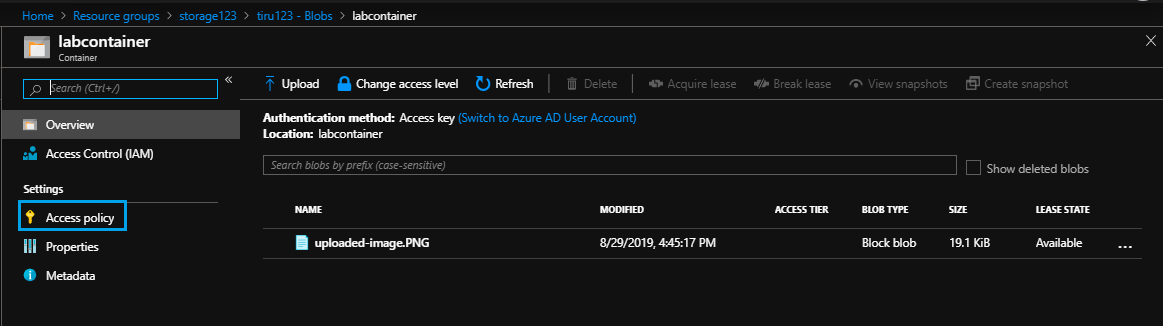 Home > Resource groups > storage123 > tiru123 - Blobs > labcontainer
labcontainer
Container
Search (Ctrl+/)
«
Upload Change access level Refresh Delete Acquire lease Break lease View snapshots Create snapshot
Overview
Access Control (IAM)
Settings
Access policy
Properties
Metadata
Authentication method: Access key (Switch to Azure AD User Account)
Location: labcontainer
Search blobs by prefix (case-sensitive)
Show deleted blobs
NAME MODIFIED ACCESS TIER BLOB TYPE SIZE LEASE STATE
uploaded-image.PNG 8/29/2019, 4:45:17 PM Block blob 19.1 KiB Available ...